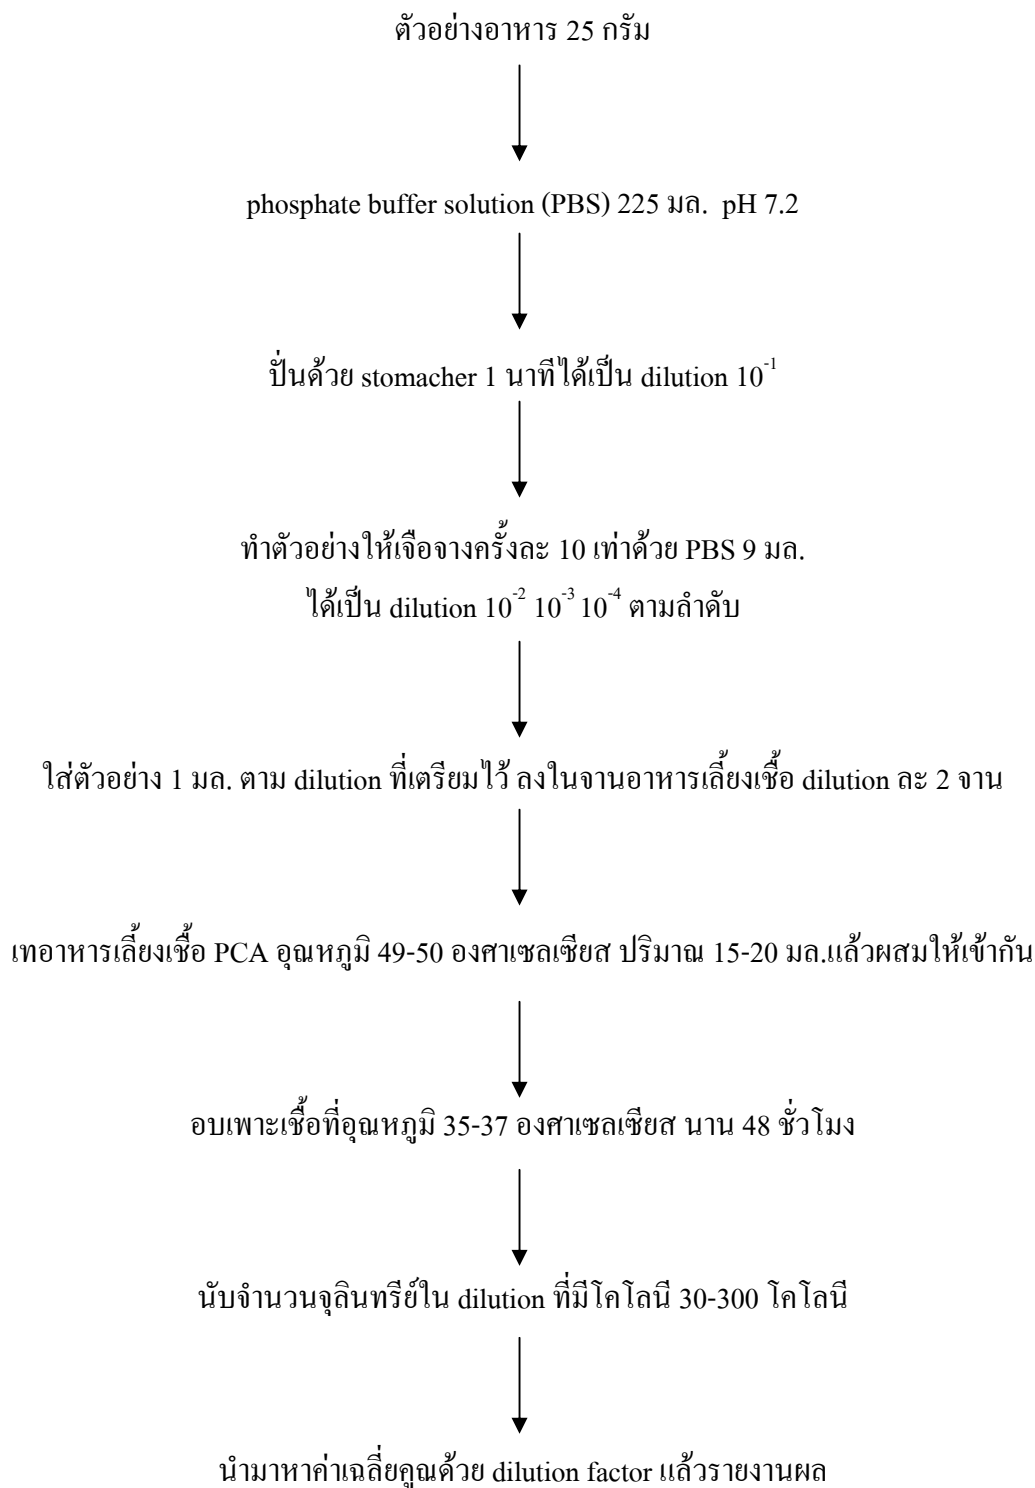 ตัวอย่างอาหาร 25 กรัม
phosphate buffer solution (PBS) 225 มล. pH 7.2
ปั่นด้วย stomacher 1 นาทีได้เป็น dilution 10⁻¹
ทำตัวอย่างให้เจือจางครั้งละ 10 เท่าด้วย PBS 9 มล.
ได้เป็น dilution 10⁻² 10⁻³ 10⁻⁴ ตามลำดับ
ใส่ตัวอย่าง 1 มล. ตาม dilution ที่เตรียมไว้ ลงในจานอาหารเลี้ยงเชื้อ dilution ละ 2 จาน
เทอาหารเลี้ยงเชื้อ PCA อุณหภูมิ 49-50 องศาเซลเซียส ปริมาณ 15-20 มล.แล้วผสมให้เข้ากัน
อบเพาะเชื้อที่อุณหภูมิ 35-37 องศาเซลเซียส นาน 48 ชั่วโมง
นับจำนวนจุลินทรีย์ใน dilution ที่มีโคโลนี 30-300 โคโลนี
นำมาหาค่าเฉลี่ยคูณด้วย dilution factor แล้วรายงานผล